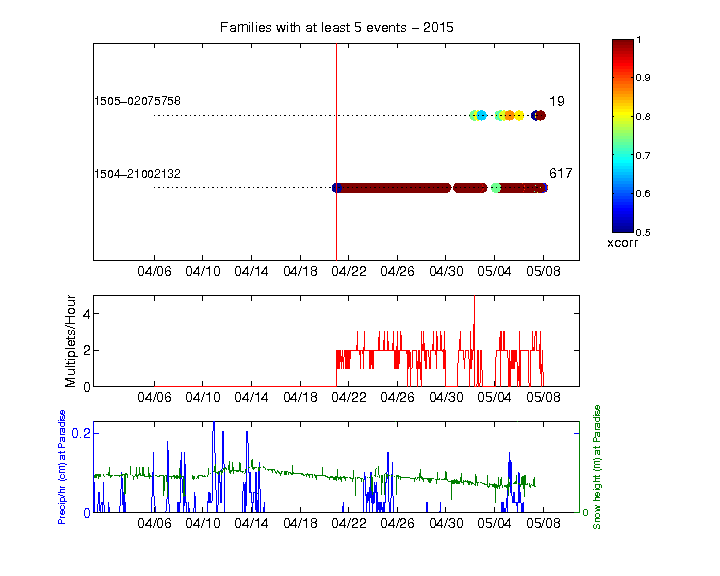 Families with at least 5 events – 2015
1505–02075758
19
1504–21002132
617
04/06 04/10 04/14 04/18 04/22 04/26 04/30 05/04 05/08
1
0.9
0.8
0.7
0.6
0.5
xcorr
Multiplets/Hour
4
2
0
04/06 04/10 04/14 04/18 04/22 04/26 04/30 05/04 05/08
Precip/hr (cm) at Paradise
0.2
0
04/06 04/10 04/14 04/18 04/22 04/26 04/30 05/04 05/08
0
Snow height (m) at Paradise